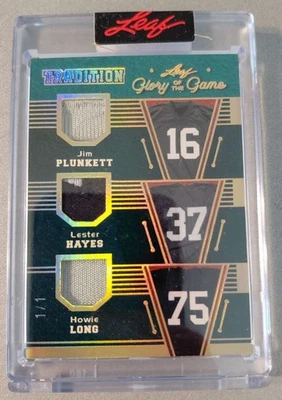 Leaf
TRADITION
Leaf
Glory OF THE Game
Jim
PLUNKETT
16
Lester
HAYES
37
Howie
LONG
75
1/1